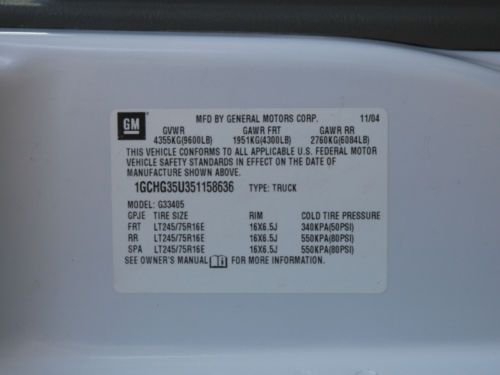 GM
MFD BY GENERAL MOTORS CORP. 11/04
GVWR GAWR FRT GAWR RR
4355KG(9600LB) 1951KG(4300LB) 2760KG(6084LB)
THIS VEHICLE CONFORMS TO ALL APPLICABLE U.S. FEDERAL MOTOR
VEHICLE SAFETY STANDARDS IN EFFECT ON THE DATE OF
MANUFACTURE SHOWN ABOVE.
1GCHG35U351158636 TYPE: TRUCK
MODEL: G33405
GPJE TIRE SIZE RIM COLD TIRE PRESSURE
FRT LT245/75R16E 16X6.5J 340KPA(50PSI)
RR LT245/75R16E 16X6.5J 550KPA(80PSI)
SPA LT245/75R16E 16X6.5J 550KPA(80PSI)
SEE OWNER'S MANUAL FOR MORE INFORMATION.